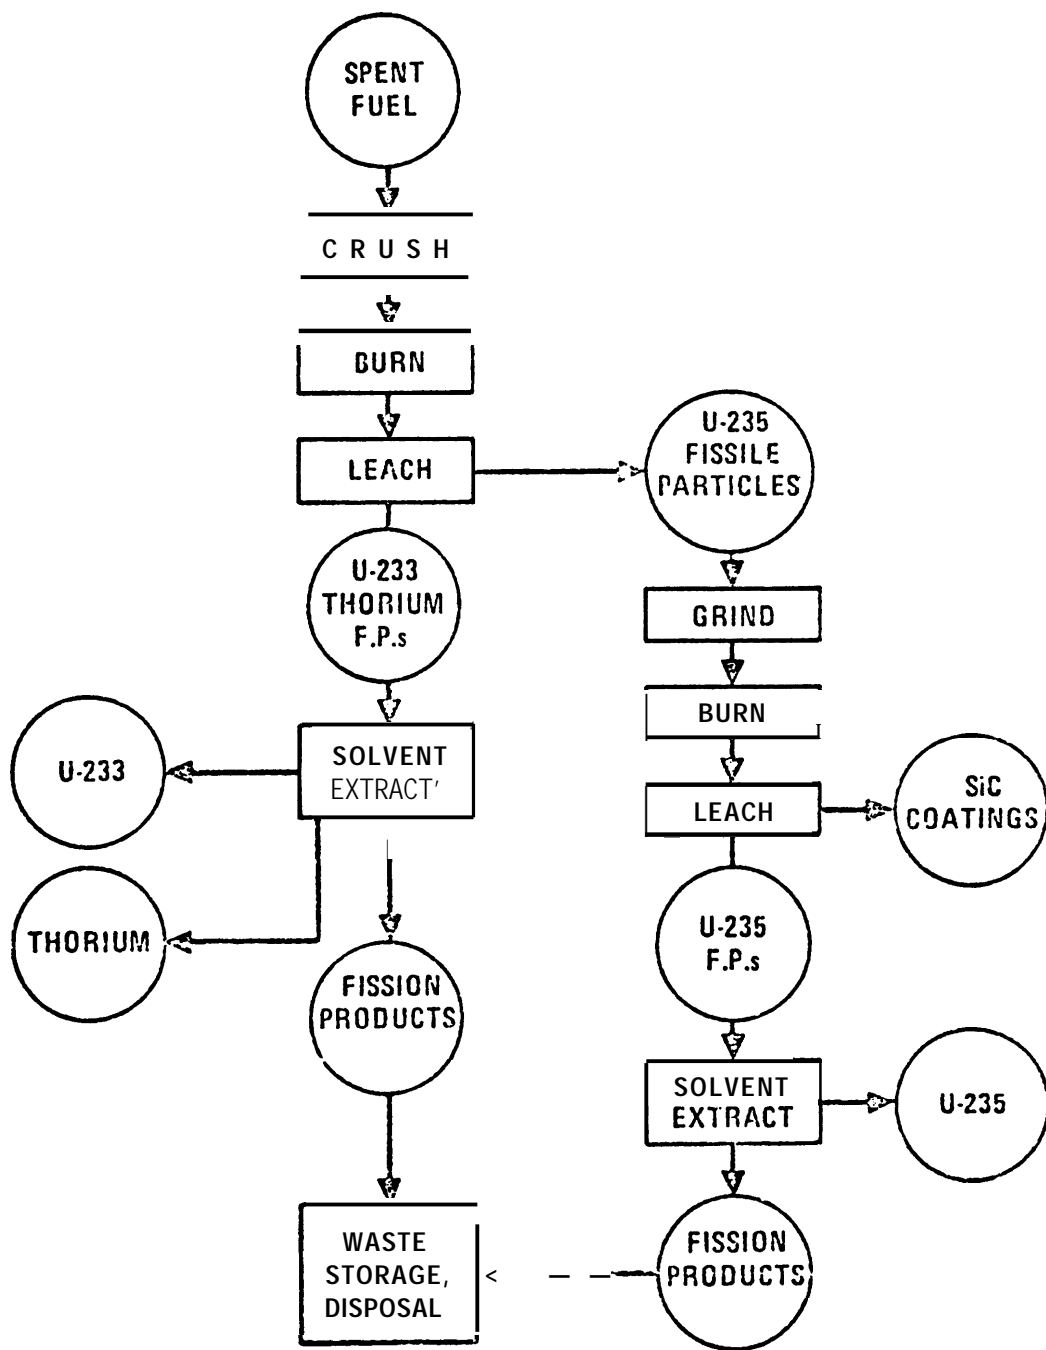 SPENT
FUEL
CRUSH
BURN
LEACH
U-235
FISSILE
PARTICLES
U-233
THORIUM
F.P.s
GRIND
BURN
SOLVENT
EXTRACT'
U-233
LEACH
SiC
COATINGS
THORIUM
U-235
F.P.s
FISSION
PRODUCTS
SOLVENT
EXTRACT
U-235
WASTE
STORAGE,
DISPOSAL
FISSION
PRODUCTS